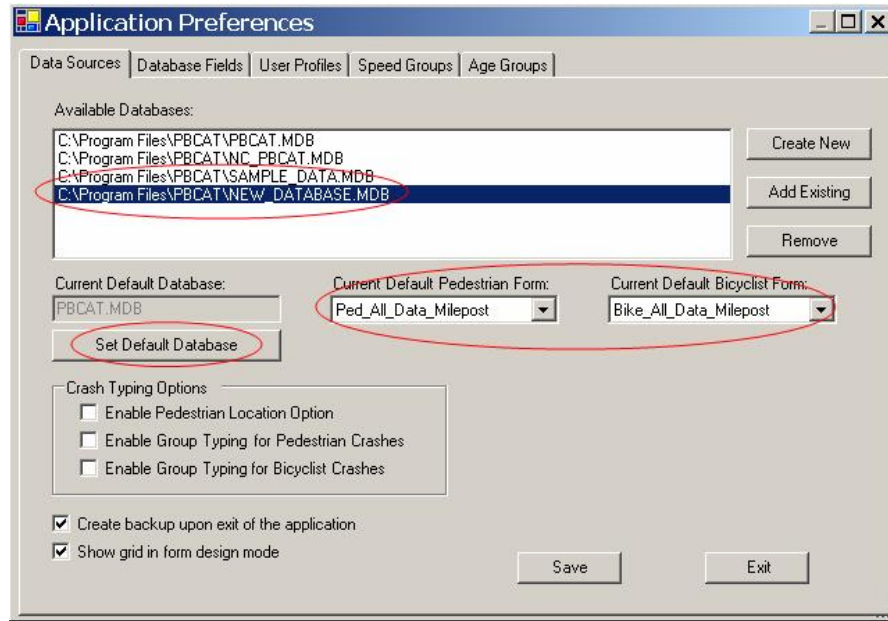 Application Preferences
Data Sources Database Fields User Profiles Speed Groups Age Groups
Available Databases:
C:\Program Files\PBCAT\PBCAT.MDB
C:\Program Files\PBCAT\NC_PBCAT.MDB
C:\Program Files\PBCAT\SAMPLE_DATA.MDB
C:\Program Files\PBCAT\NEW_DATABASE.MDB
Create New
Add Existing
Remove
Current Default Database:
PBCAT.MDB
Set Default Database
Current Default Pedestrian Form:
Ped_All_Data_Milepost
Current Default Bicyclist Form:
Bike_All_Data_Milepost
Crash Typing Options
Enable Pedestrian Location Option
Enable Group Typing for Pedestrian Crashes
Enable Group Typing for Bicyclist Crashes
Create backup upon exit of the application
Show grid in form design mode
Save
Exit